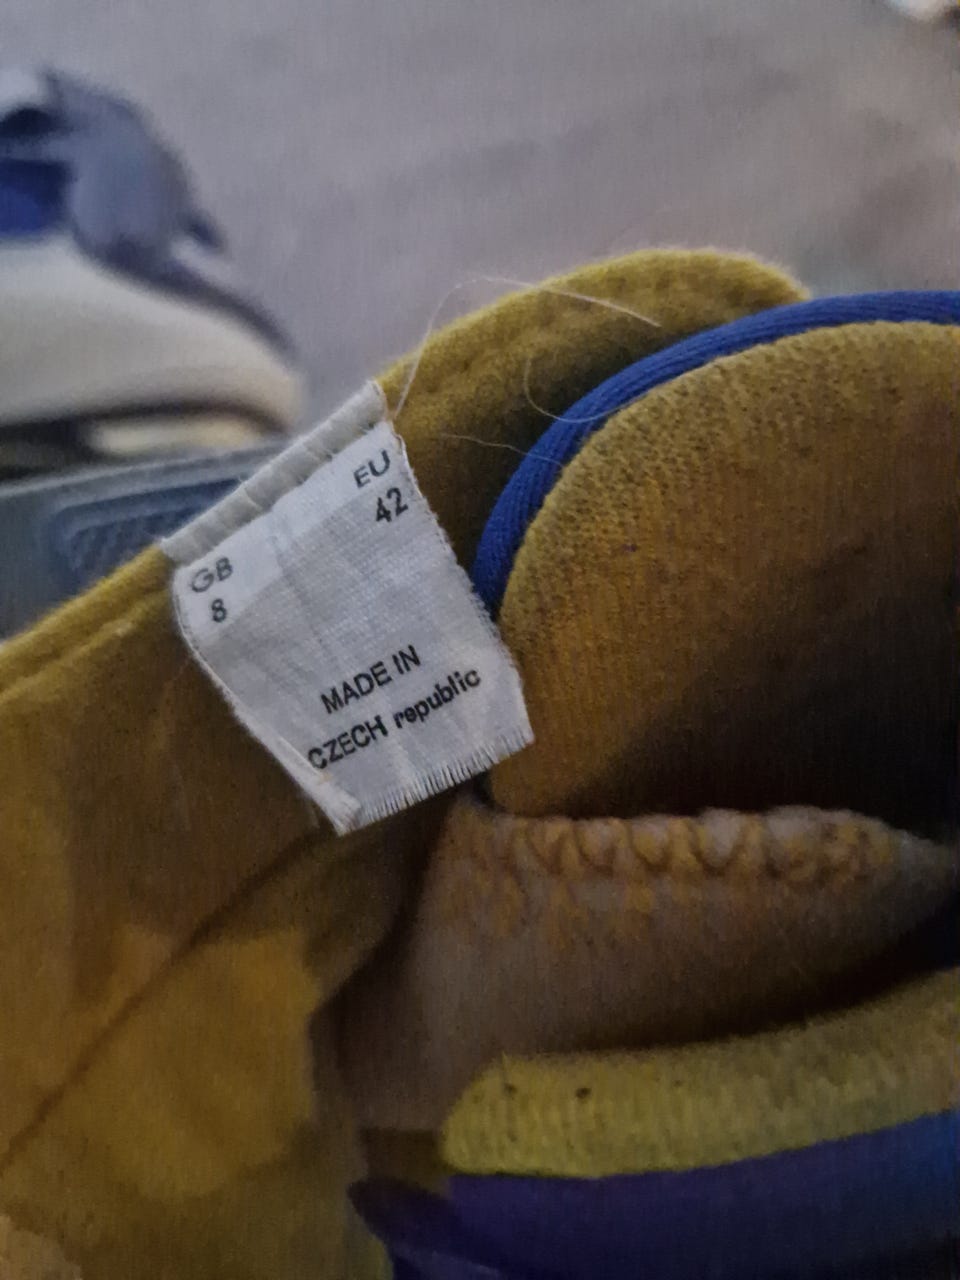 GB EU
8 42
MADE IN
CZECH republic